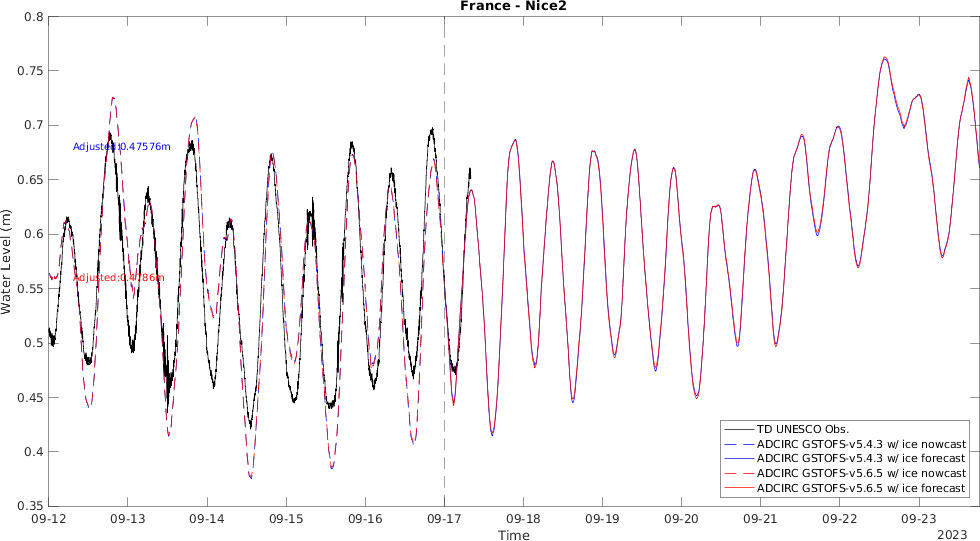 France - Nice2
0.8
0.75
0.7
0.65
0.6
0.55
0.5
0.45
0.4
0.35
Water Level (m)
Adjusted:0.47576m
Adjusted:0.4786m
TD UNESCO Obs.
ADCIRC GSTOFS-v5.4.3 w/ ice nowcast
ADCIRC GSTOFS-v5.4.3 w/ ice forecast
ADCIRC GSTOFS-v5.6.5 w/ ice nowcast
ADCIRC GSTOFS-v5.6.5 w/ ice forecast
09-12 09-13 09-14 09-15 09-16 09-17 09-18 09-19 09-20 09-21 09-22 09-23
Time
2023